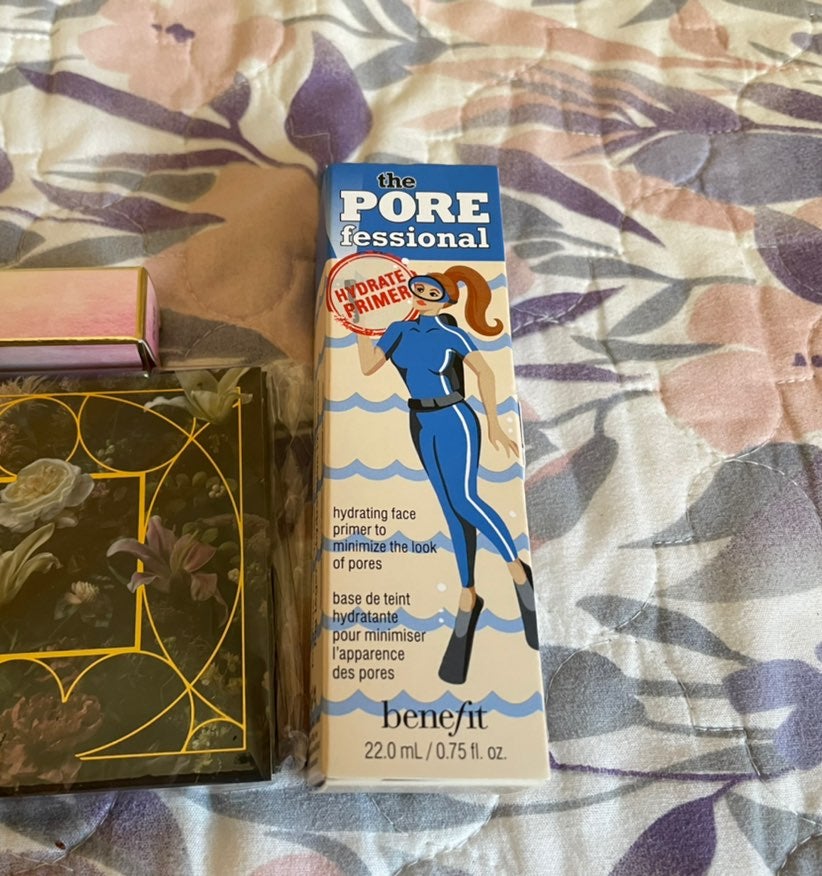 the
PORE
fessional
HYDRATE
PRIMER
hydrating face
primer to
minimize the look
of pores
base de teint
hydratante
pour minimiser
l'apparence
des pores
benefit
22.0 mL / 0.75 fl. oz.